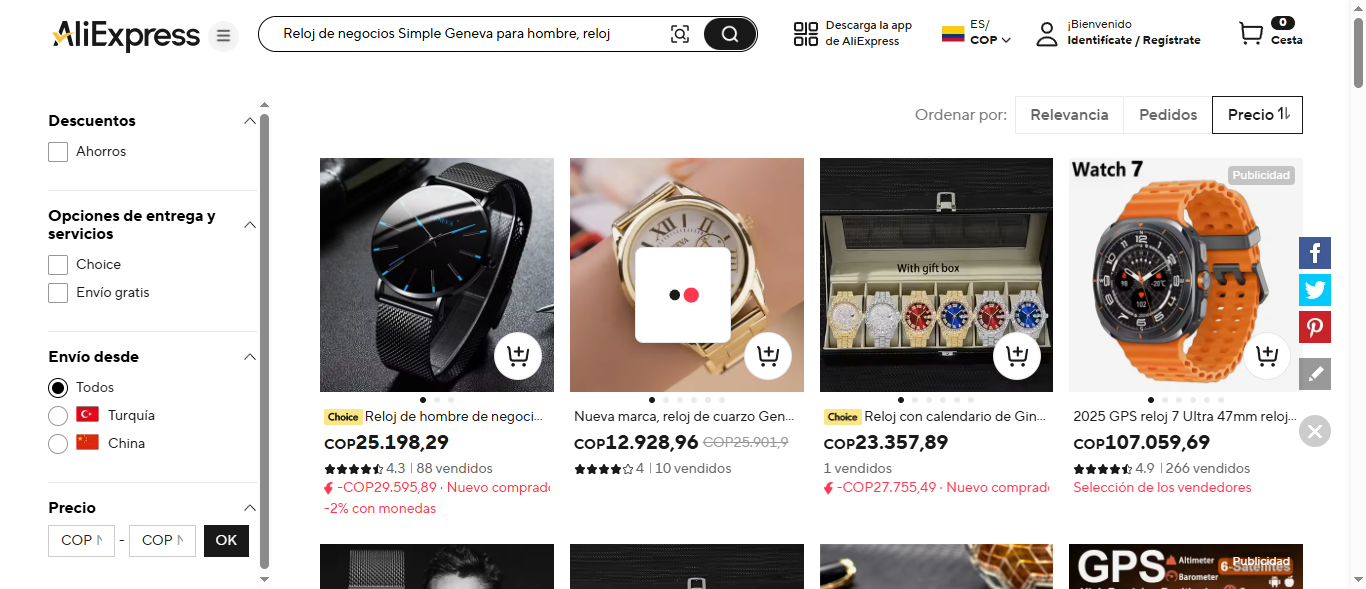 AliExpress
Reloj de negocios Simple Geneva para hombre, reloj
Descarga la app
de AliExpress
ES/
COP
¡Bienvenido
Identifícate / Regístrate
0
Cesta
Ordenar por:
Relevancia
Pedidos
Precio
Descuentos
Ahorros
Opciones de entrega y
servicios
Choice
Envío gratis
Envío desde
Todos
Turquía
China
Precio
COP
-
COP
OK
With gift box
Watch 7
Publicidad
Choice Reloj de hombre de negoci...
COP25.198,29
4.3 | 88 vendidos
-COP29.595,89 · Nuevo comprado
-2% con monedas
Nueva marca, reloj de cuarzo Gen...
COP12.928,96 COP25.901,9
4 | 10 vendidos
Choice Reloj con calendario de Gin...
COP23.357,89
1 vendidos
-COP27.755,49 · Nuevo comprad
2025 GPS reloj 7 Ultra 47mm reloj...
COP107.059,69
4.9 | 266 vendidos
Selección de los vendedores
GPS
Altimeter
Barometer
Publicidad
6-Satellites